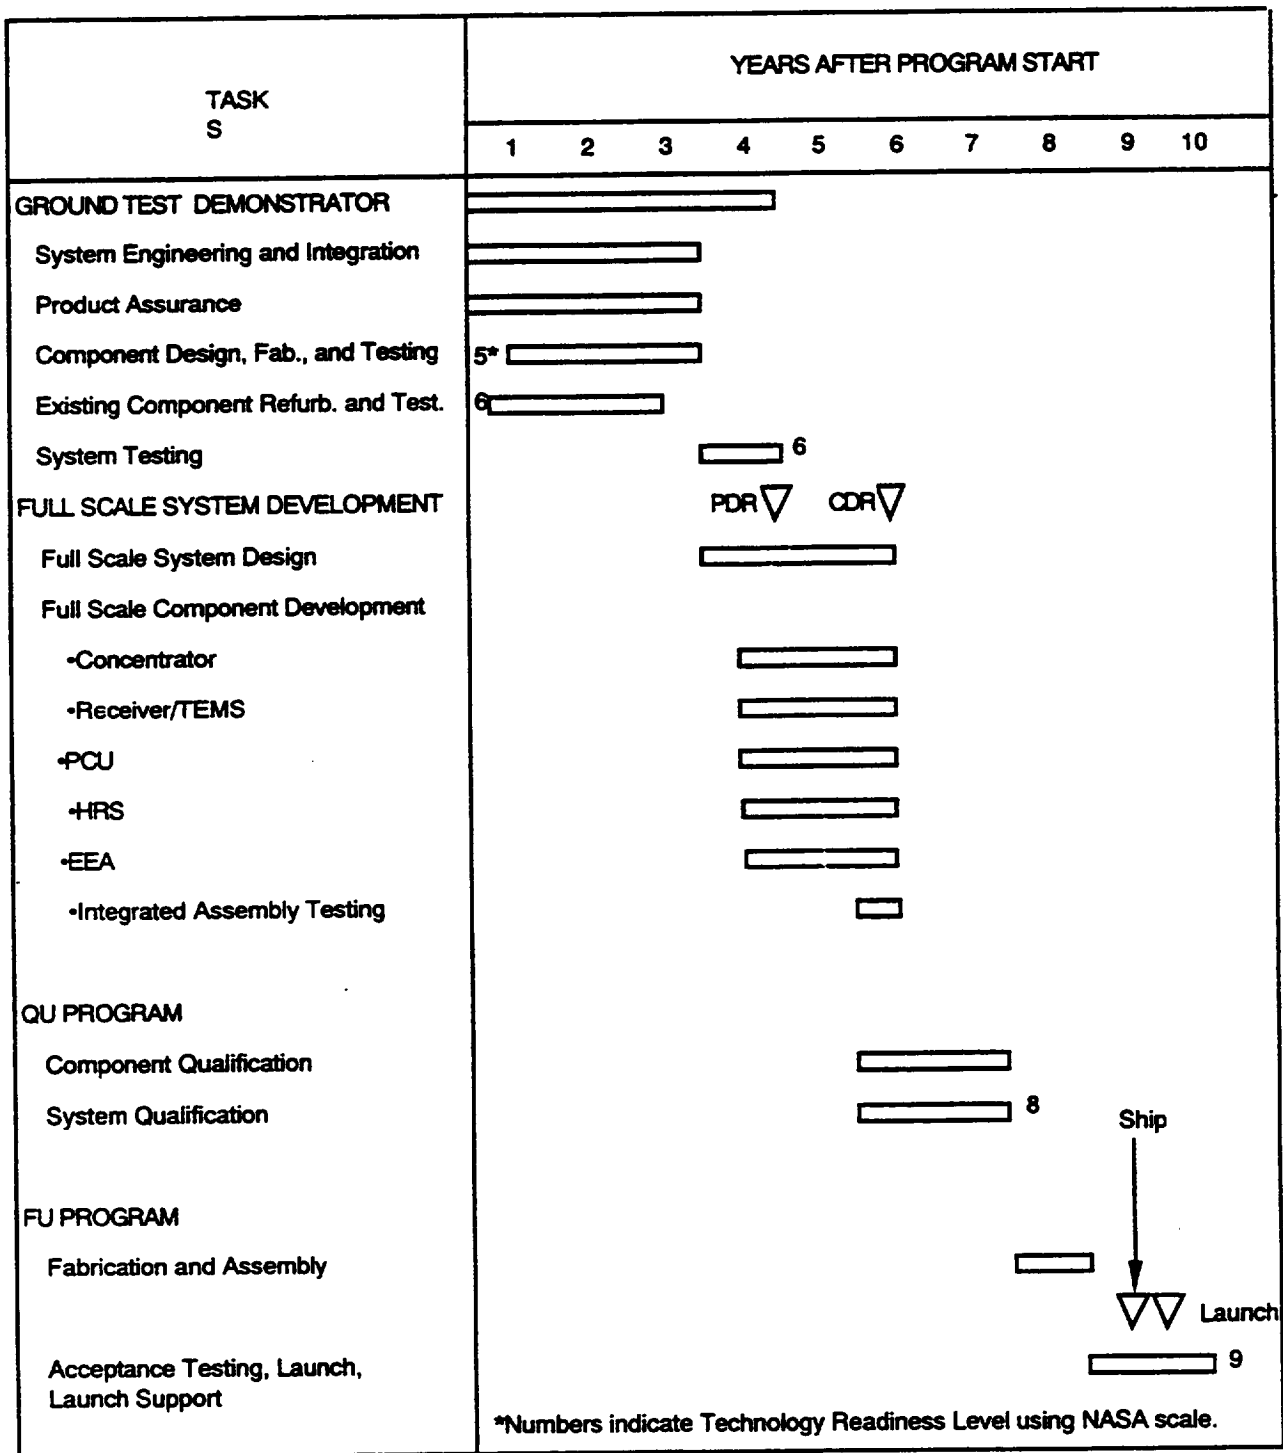 YEARS AFTER PROGRAM START
TASK
S
1 2 3 4 5 6 7 8 9 10
GROUND TEST DEMONSTRATOR
System Engineering and Integration
Product Assurance
Component Design, Fab., and Testing 5*
Existing Component Refurb. and Test. 6
System Testing 6
FULL SCALE SYSTEM DEVELOPMENT PDR CDR
Full Scale System Design
Full Scale Component Development
•Concentrator
•Receiver/TEMS
•PCU
•HRS
•EEA
•Integrated Assembly Testing
QU PROGRAM
Component Qualification
System Qualification 8
Ship
FU PROGRAM
Fabrication and Assembly
Launch
Acceptance Testing, Launch, 9
Launch Support
*Numbers indicate Technology Readiness Level using NASA scale.